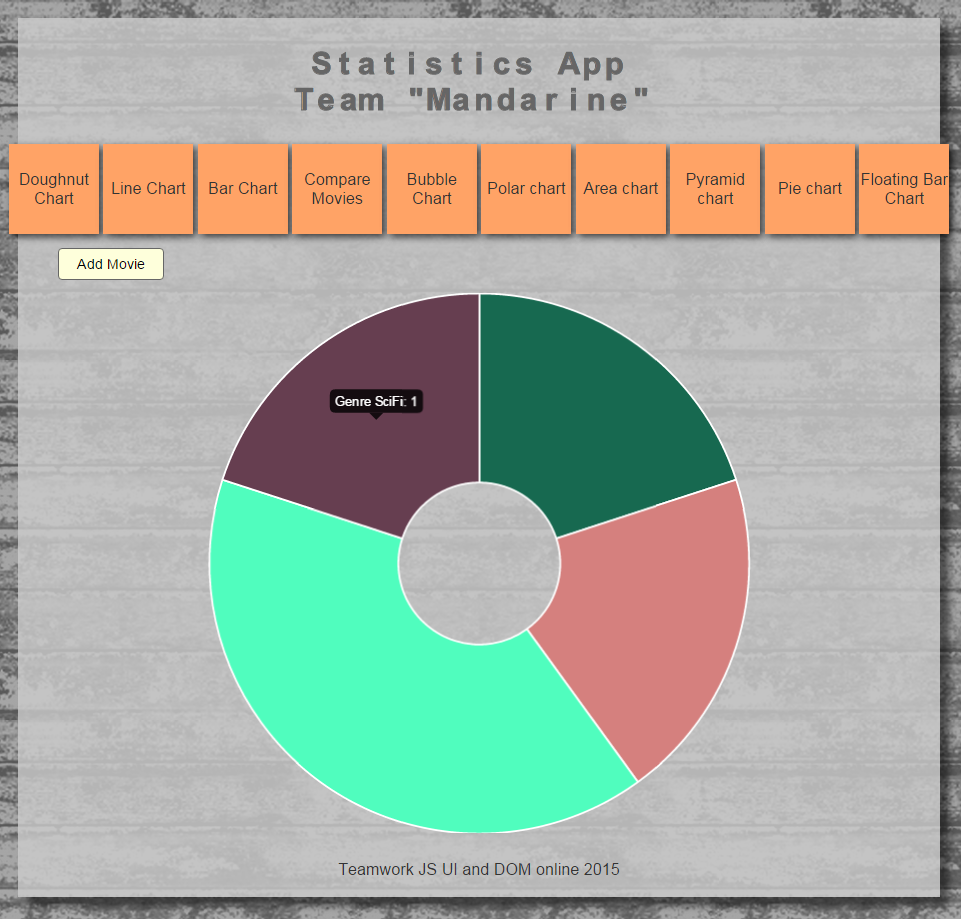 Statistics App
Team "Mandarine"
Doughnut
Chart
Line Chart
Bar Chart
Compare
Movies
Bubble
Chart
Polar chart
Area chart
Pyramid
chart
Pie chart
Floating Bar
Chart
Add Movie
Genre SciFi: 1
Teamwork JS UI and DOM online 2015